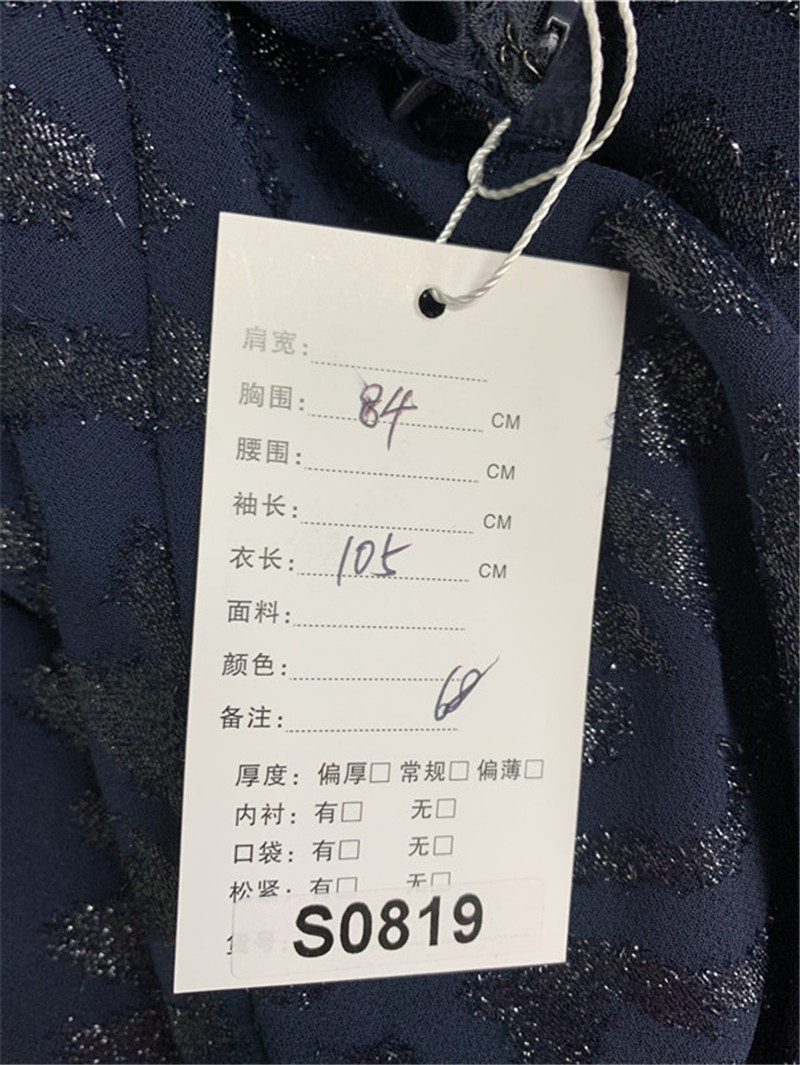 肩宽:
胸围: 84 CM
腰围: CM
袖长: CM
衣长: 105 CM
面料:
颜色:
备注: 68
厚度: 偏厚□ 常规□ 偏薄□
内衬: 有□ 无□
口袋: 有□ 无□
松紧: 有□ 无□
货号: S0819